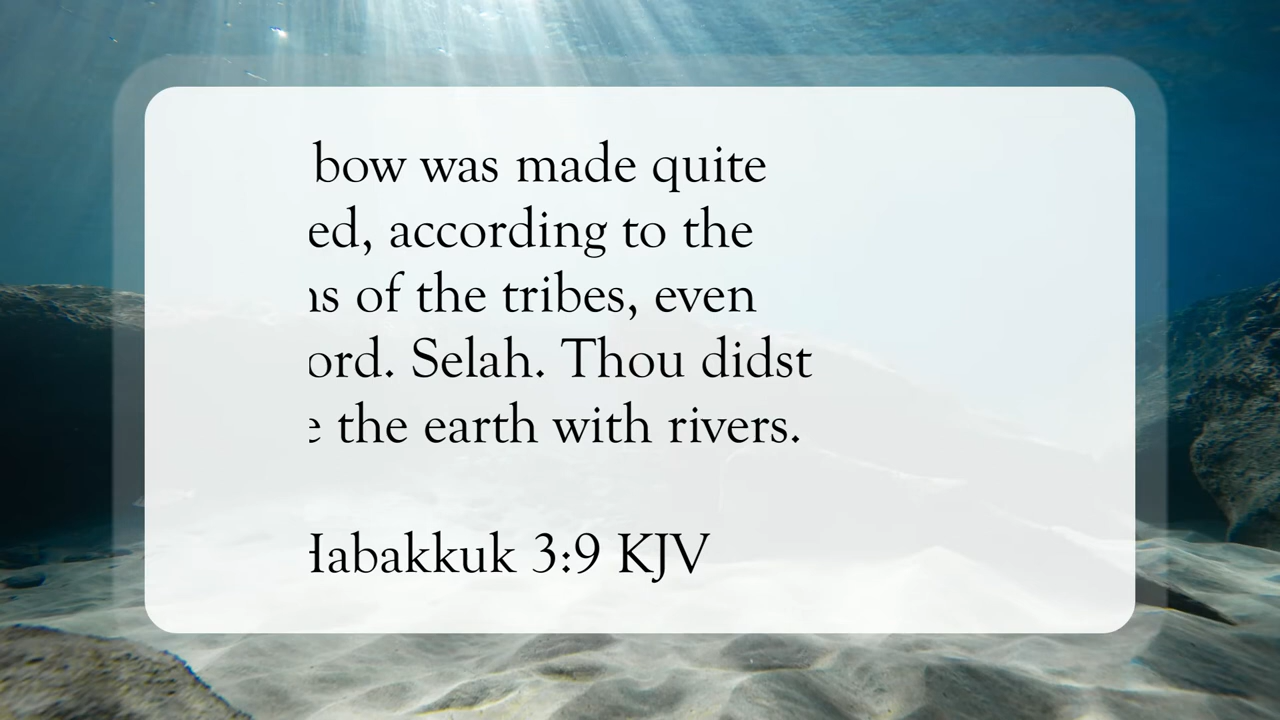 bow was made quite
ed, according to the
ns of the tribes, even
ord. Selah. Thou didst
e the earth with rivers.
Habakkuk 3:9 KJV